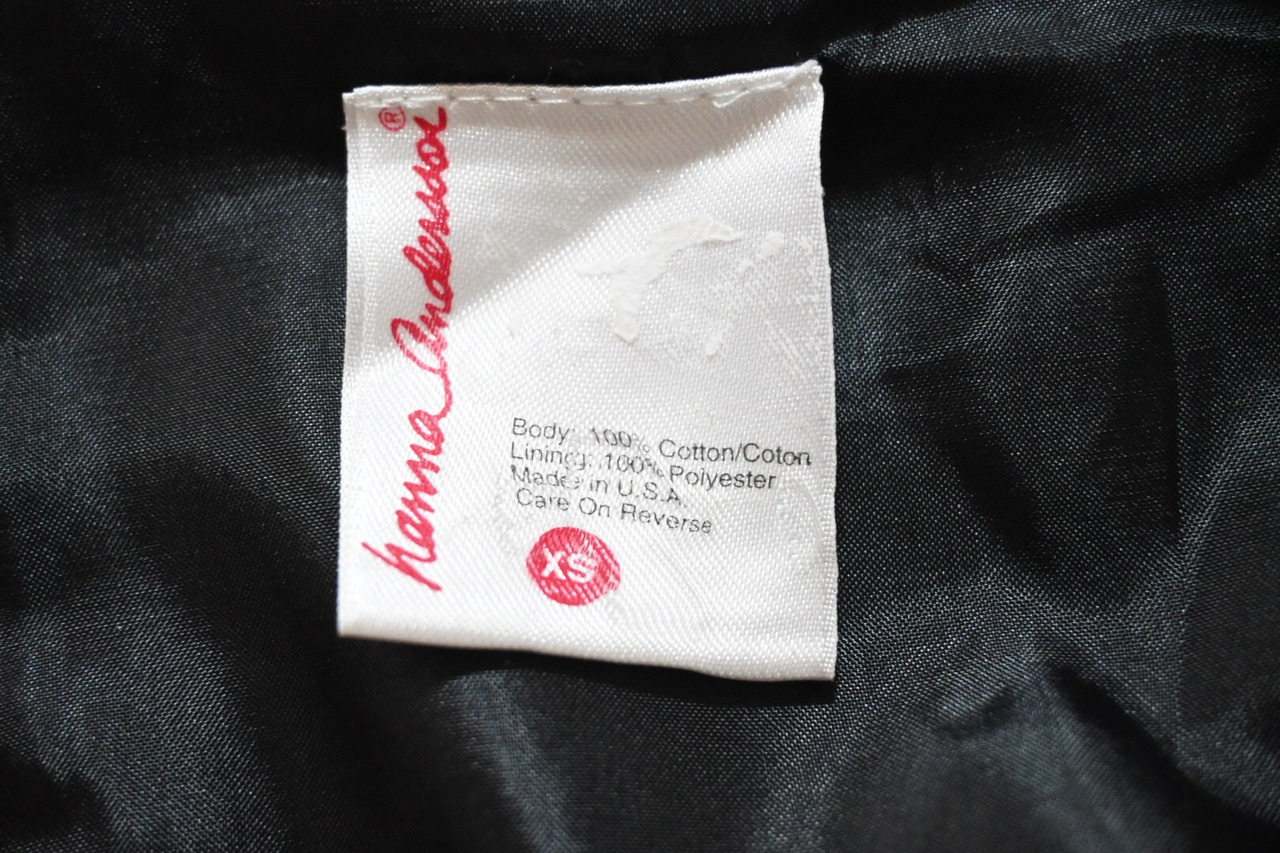 hanna Andersson®
Body: 100% Cotton/Coton
Lining: 100% Polyester
Made in U.S.A.
Care On Reverse
XS